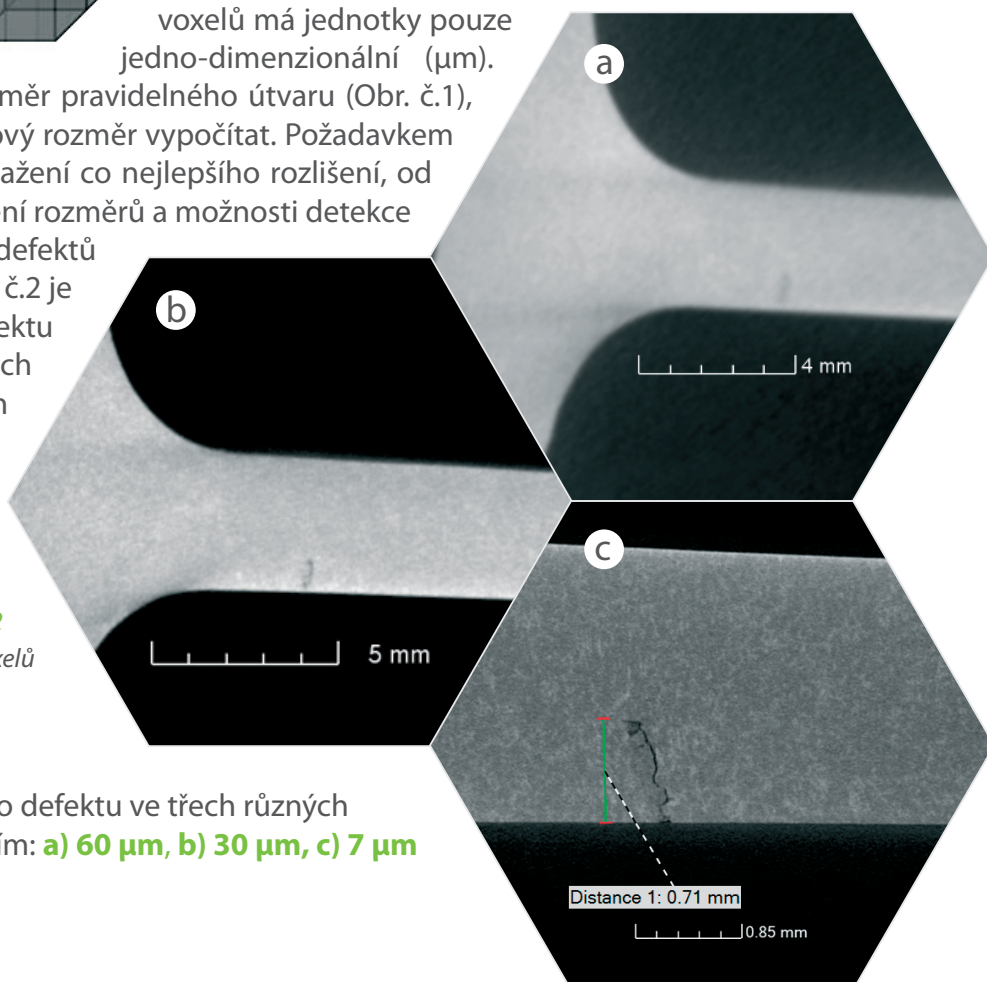 voxelů má jednotky pouze
jedno-dimenzionální (μm).
měr pravidelného útvaru (Obr. č.1),
ový rozměr vypočítat. Požadavkem
ažení co nejlepšího rozlišení, od
ení rozměrů a možnosti detekce
defektů
č.2 je
ektu
ch
a
4 mm
b
5 mm
xelů
c
Distance 1: 0.71 mm
0.85 mm
o defektu ve třech různých
ím: a) 60 μm, b) 30 μm, c) 7 μm